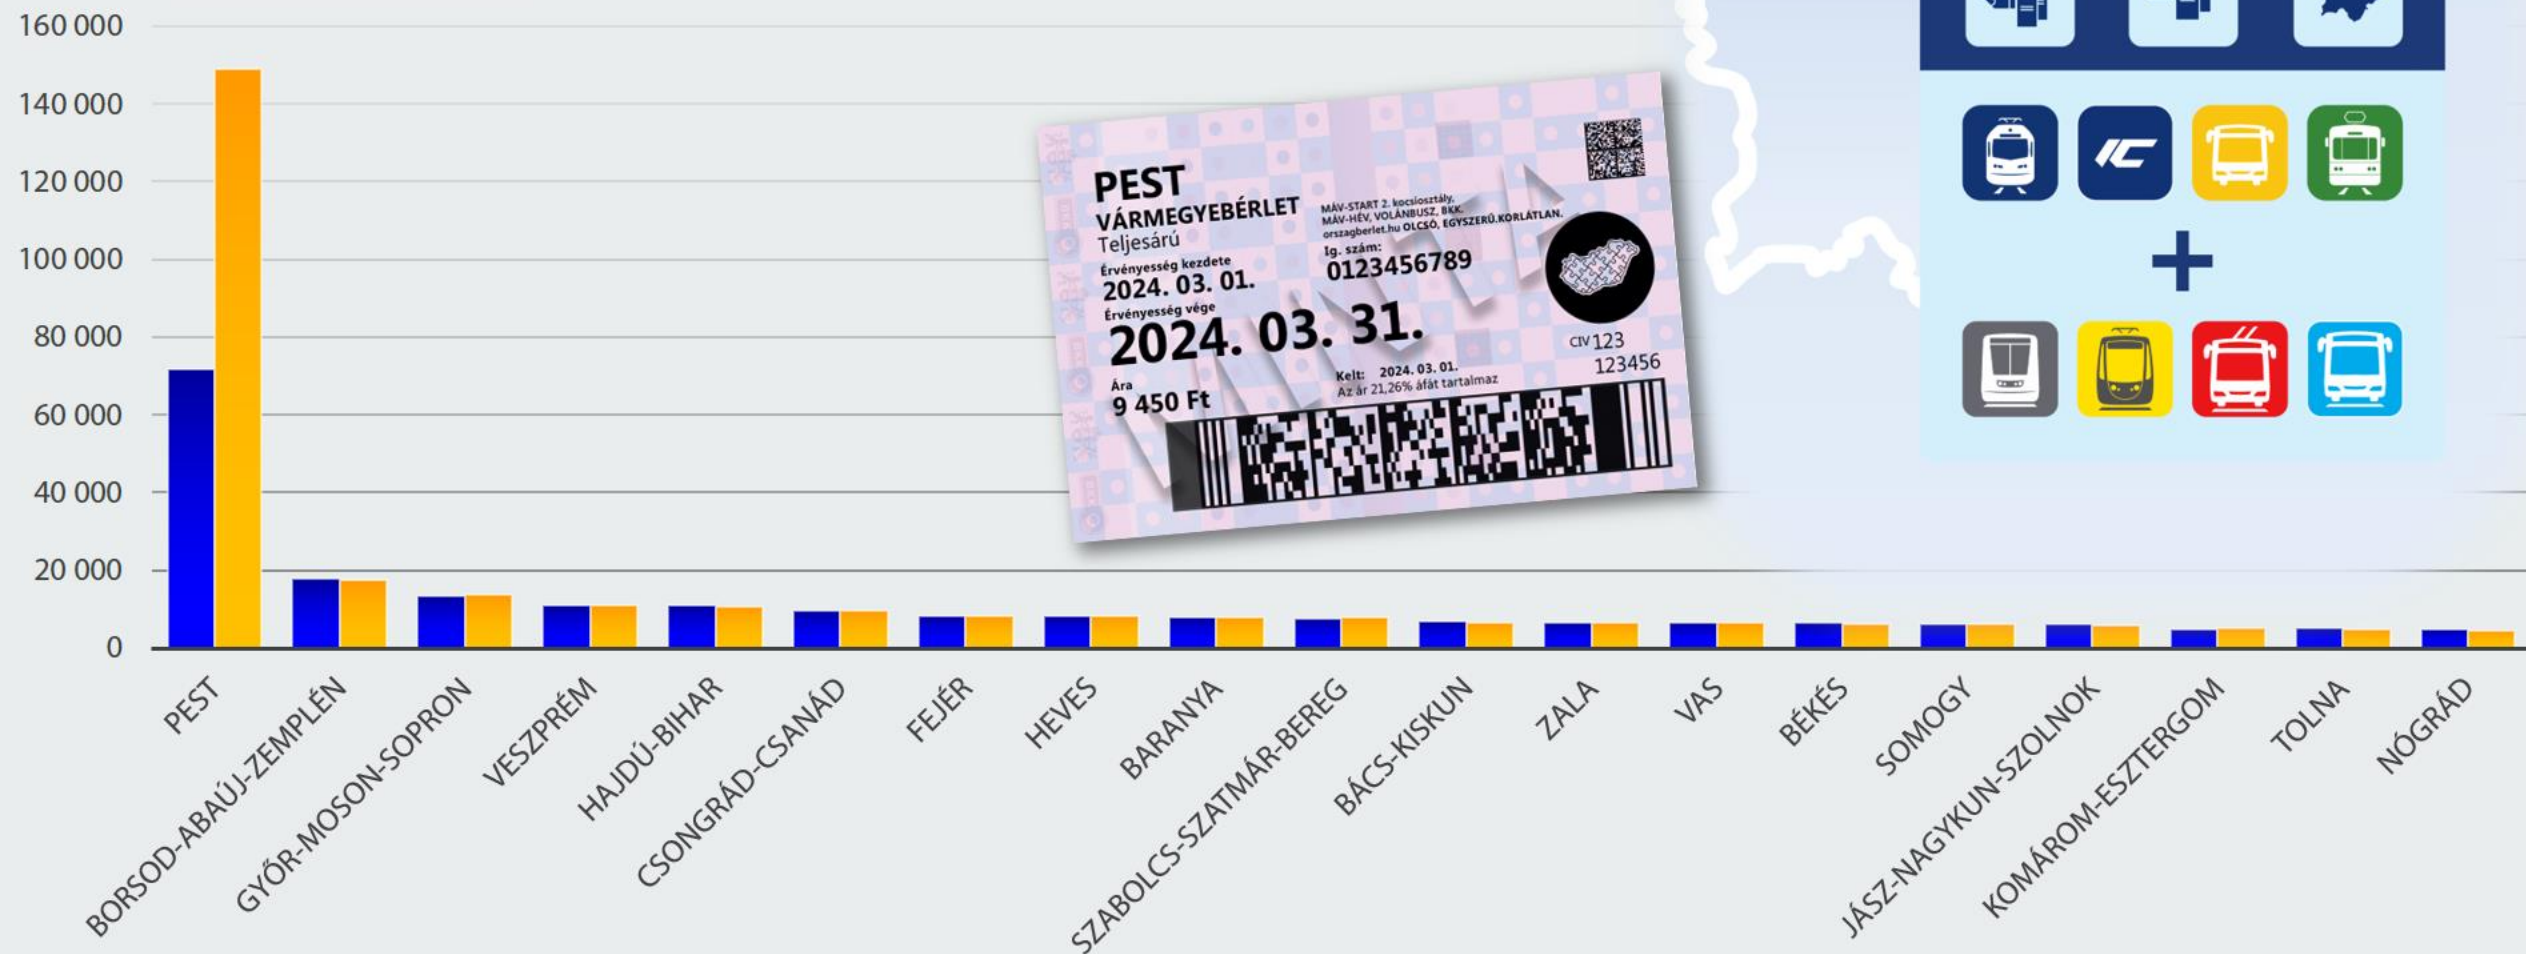 160 000
140 000
120 000
100 000
80 000
60 000
40 000
20 000
0
PEST
BORSOD-ABAÚJ-ZEMPLÉN
GYŐR-MOSON-SOPRON
VESZPRÉM
HAJDÚ-BIHAR
CSONGRÁD-CSANÁD
FEJÉR
HEVES
BARANYA
SZABOLCS-SZATMÁR-BEREG
BÁCS-KISKUN
ZALA
VAS
BÉKÉS
SOMOGY
JÁSZ-NAGYKUN-SZOLNOK
KOMÁROM-ESZTERGOM
TOLNA
NÓGRÁD
PEST
VÁRMEGYEBÉRLET
Teljesárú
Érvényesség kezdete
2024. 03. 01.
Érvényesség vége
2024. 03. 31.
Ára
9 450 Ft
MÁV-START 2. kocsiosztály,
MÁV-HÉV, VOLÁNBUSZ, BKK.
orszagberlet.hu OLCSÓ, EGYSZERŰ.KORLÁTLAN.
Ig. szám:
0123456789
Kelt: 2024. 03. 01.
Az ár 21,26% áfát tartalmaz
CIV 123
123456
MINTA
IC
+